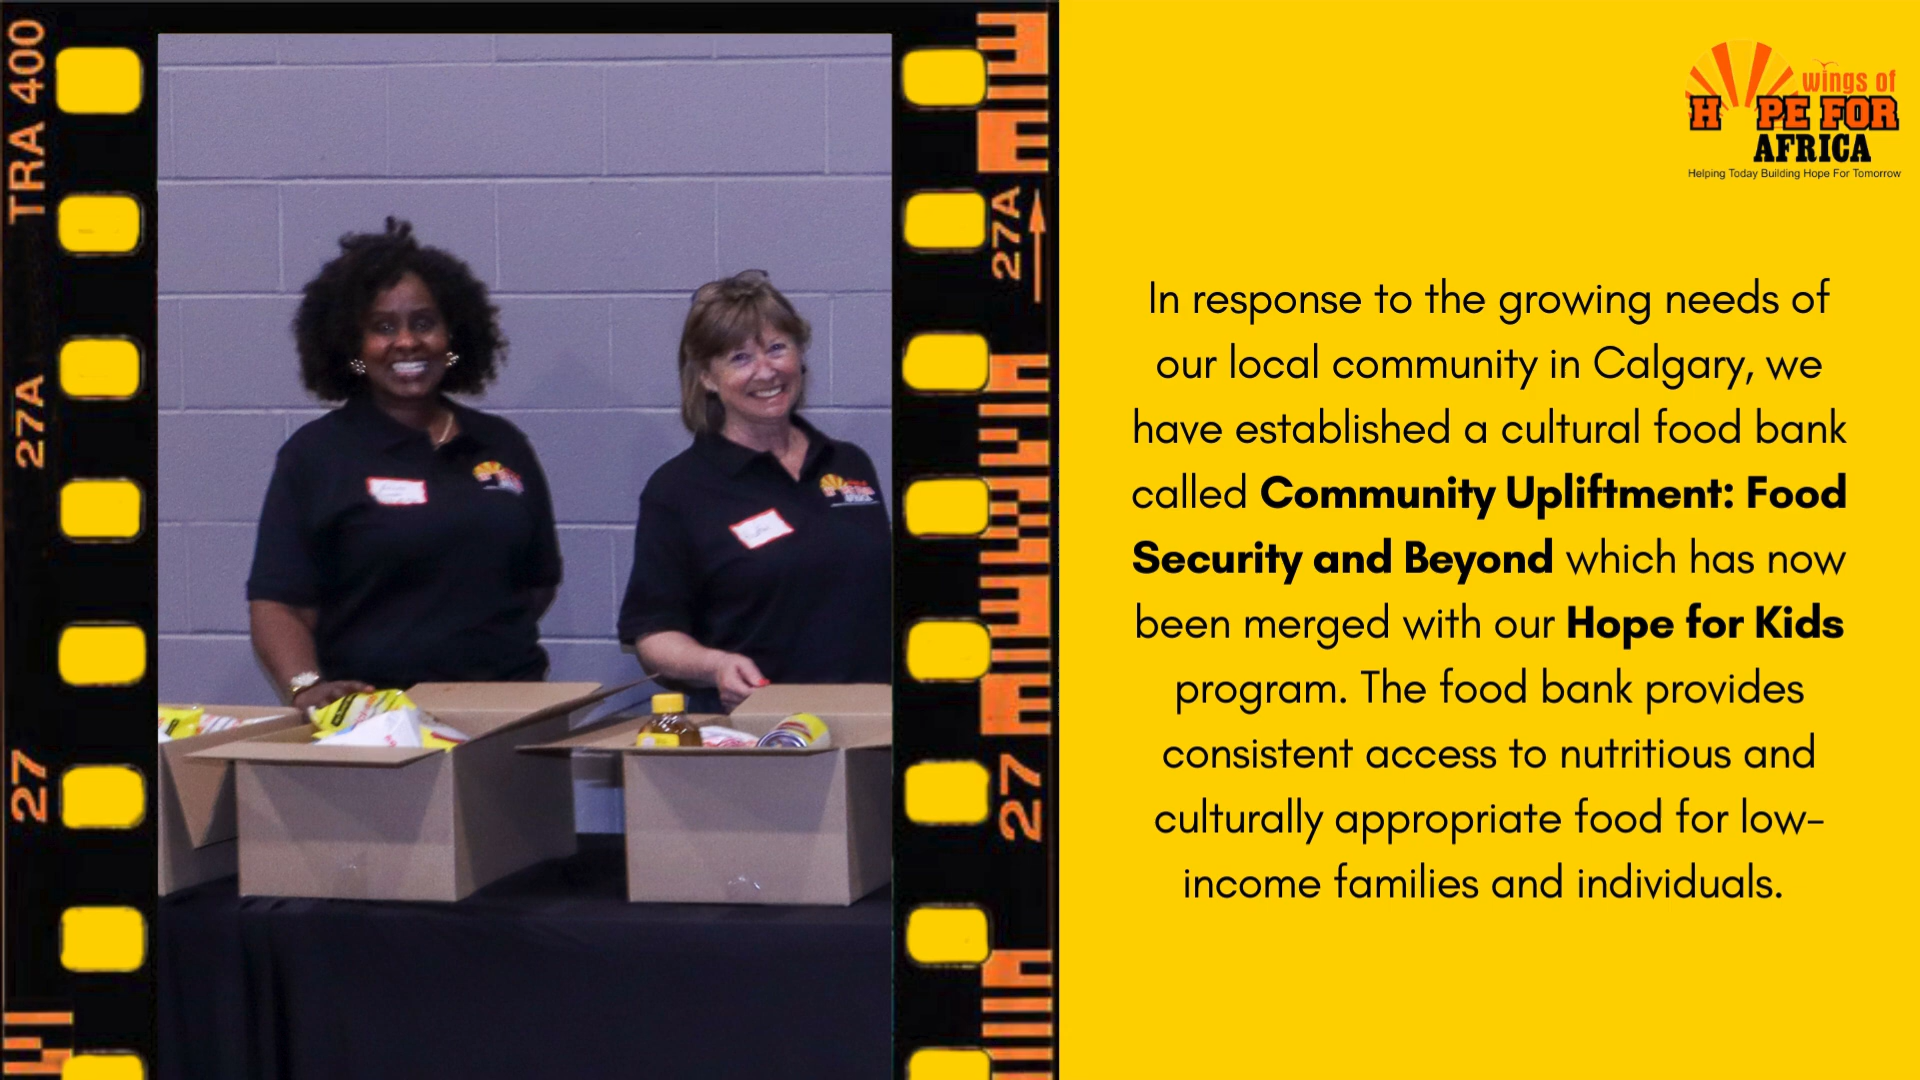 TRA 400
27A
27
27A
27
wings of
HOPE FOR
AFRICA
Helping Today Building Hope For Tomorrow
In response to the growing needs of
our local community in Calgary, we
have established a cultural food bank
called Community Upliftment: Food
Security and Beyond which has now
been merged with our Hope for Kids
program. The food bank provides
consistent access to nutritious and
culturally appropriate food for low-
income families and individuals.